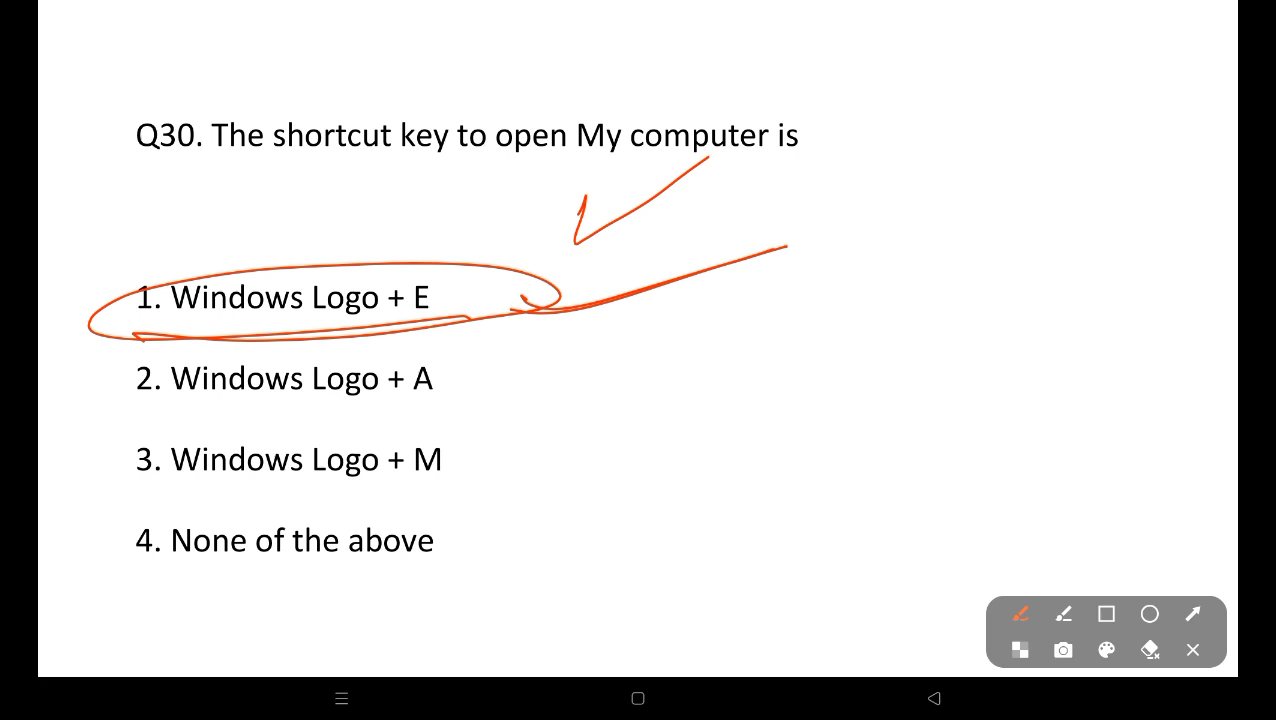 Q30. The shortcut key to open My computer is
1. Windows Logo + E
2. Windows Logo + A
3. Windows Logo + M
4. None of the above